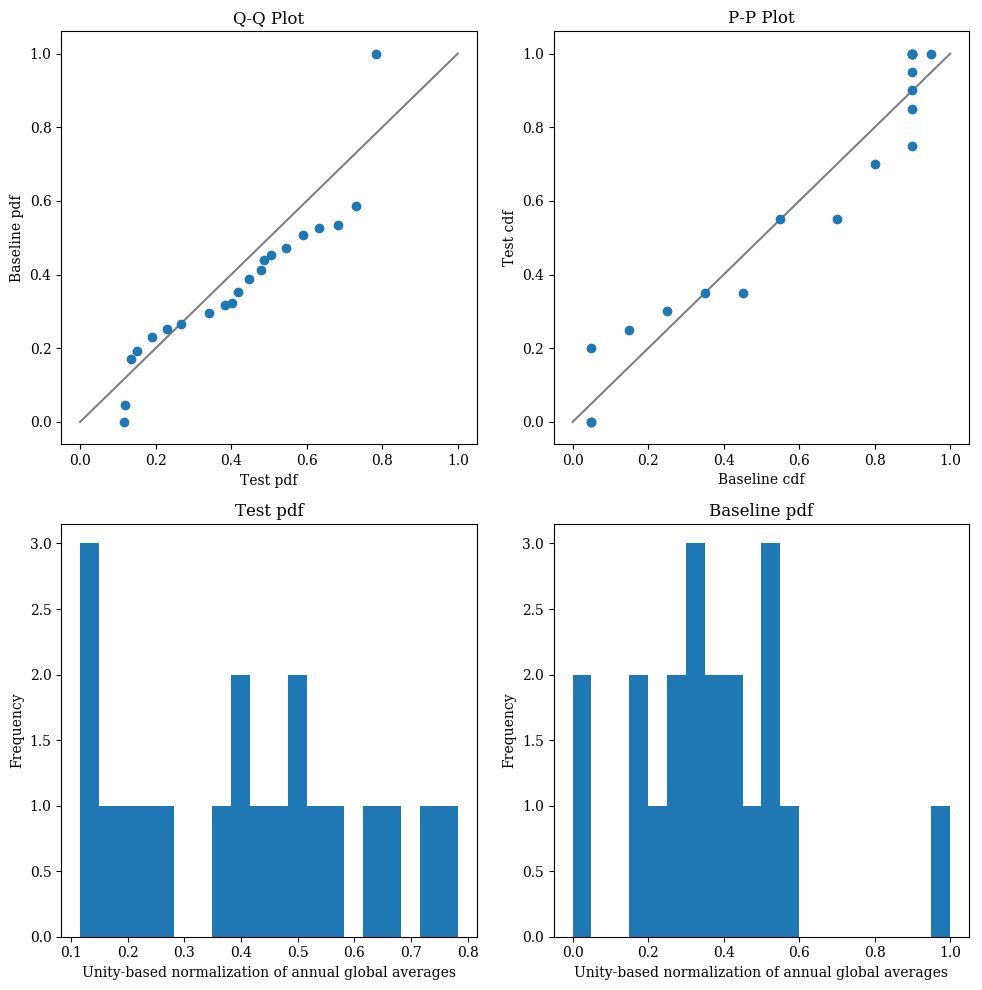 Q-Q Plot
1.0
0.8
0.6
0.4
0.2
0.0
Baseline pdf
0.0 0.2 0.4 0.6 0.8 1.0
Test pdf
P-P Plot
1.0
0.8
0.6
0.4
0.2
0.0
Test cdf
0.0 0.2 0.4 0.6 0.8 1.0
Baseline cdf
Test pdf
3.0
2.5
2.0
1.5
1.0
0.5
0.0
Frequency
0.1 0.2 0.3 0.4 0.5 0.6 0.7 0.8
Unity-based normalization of annual global averages
Baseline pdf
3.0
2.5
2.0
1.5
1.0
0.5
0.0
Frequency
0.0 0.2 0.4 0.6 0.8 1.0
Unity-based normalization of annual global averages